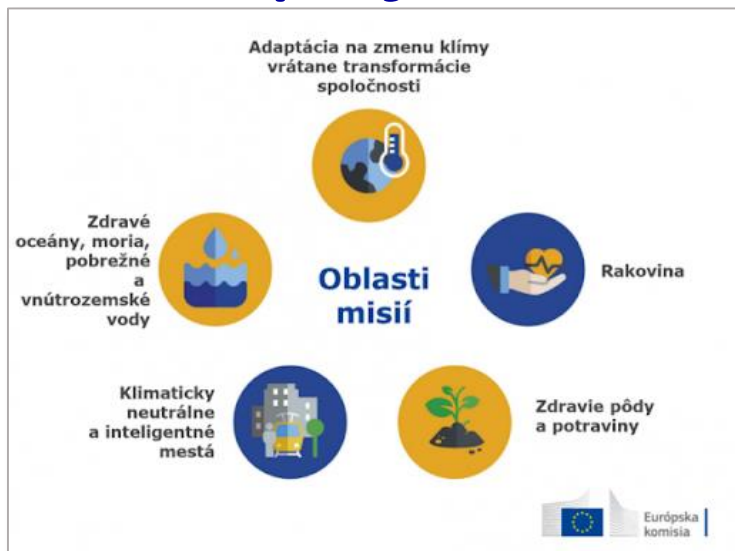 Adaptácia na zmenu klímy
vrátane transformácie
spoločnosti
Zdravé
oceány, moria,
pobrežné
a
vnútrozemské
vody
Oblasti
misií
Rakovina
Klimaticky
neutrálne
a inteligentné
mestá
Zdravie pôdy
a potraviny
Európska
komisia